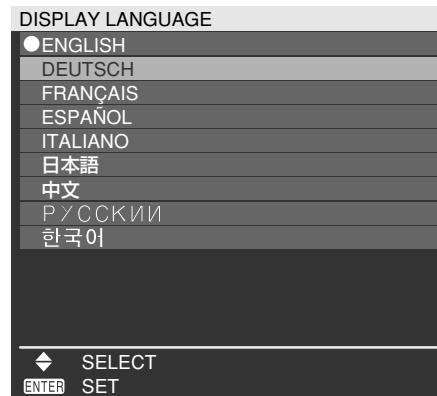 DISPLAY LANGUAGE
ENGLISH
DEUTSCH
FRANÇAIS
ESPAÑOL
ITALIANO
日本語
中文
РУССКИИ
한국어
SELECT
ENTER SET